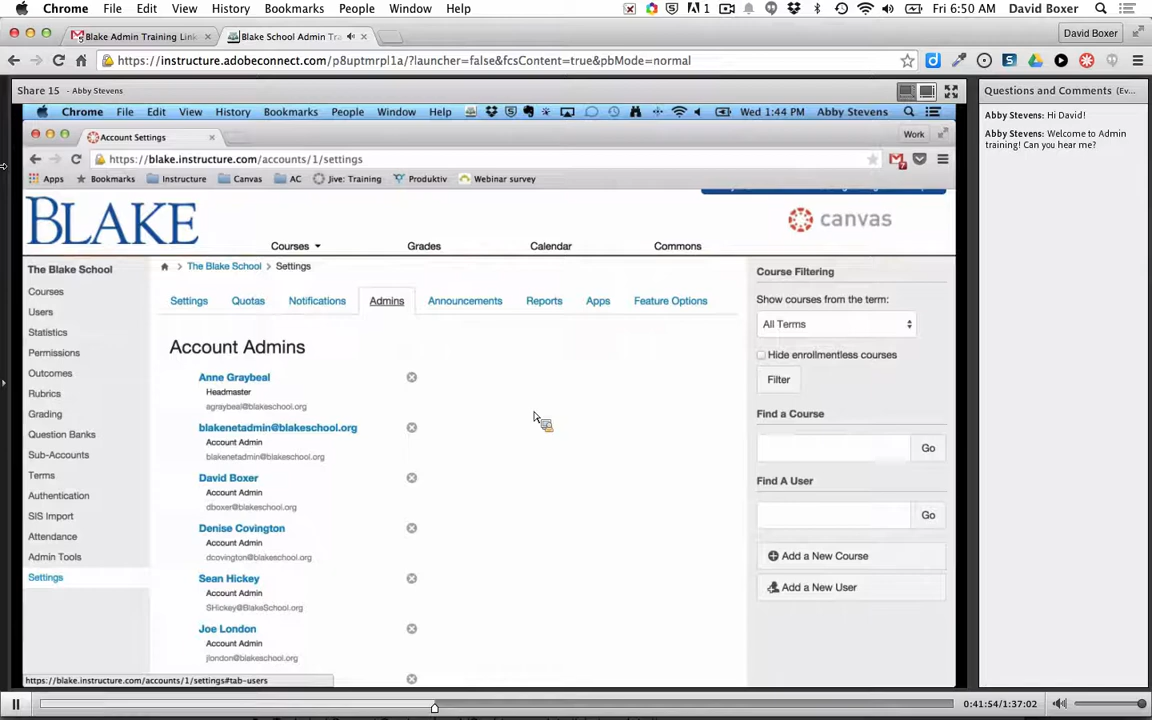 Chrome File Edit View History Bookmarks People Window Help 1 Fri 6:50 AM David Boxer
Blake Admin Training Link × Blake School Admin Tra × David Boxer
https://instructure.adobeconnect.com/p8uptmrpl1a/?launcher=false&fcsContent=true&pbMode=normal
Share 15 - Abby Stevens
Questions and Comments (Ev...
Abby Stevens: Hi David!
Abby Stevens: Welcome to Admin
training! Can you hear me?
Chrome File Edit View History Bookmarks People Window Help Wed 1:44 PM Abby Stevens
Account Settings × Work
https://blake.instructure.com/accounts/1/settings
Apps Bookmarks Instructure Canvas AC Jive: Training Produktiv Webinar survey
BLAKE
canvas
Courses Grades Calendar Commons
The Blake School
Courses
Users
Statistics
Permissions
Outcomes
Rubrics
Grading
Question Banks
Sub-Accounts
Terms
Authentication
SIS Import
Attendance
Admin Tools
Settings
> The Blake School > Settings
Settings Quotas Notifications Admins Announcements Reports Apps Feature Options
Account Admins
Anne Graybeal
Headmaster
agraybeal@blakeschool.org
blakenetadmin@blakeschool.org
Account Admin
blakenetadmin@blakeschool.org
David Boxer
Account Admin
dboxer@blakeschool.org
Denise Covington
Account Admin
dcovington@blakeschool.org
Sean Hickey
Account Admin
SHickey@BlakeSchool.org
Joe London
Account Admin
jlondon@blakeschool.org
Course Filtering
Show courses from the term:
All Terms
Hide enrollmentless courses
Filter
Find a Course
Go
Find A User
Go
Add a New Course
Add a New User
https://blake.instructure.com/accounts/1/settings#tab-users
0:41:54/1:37:02